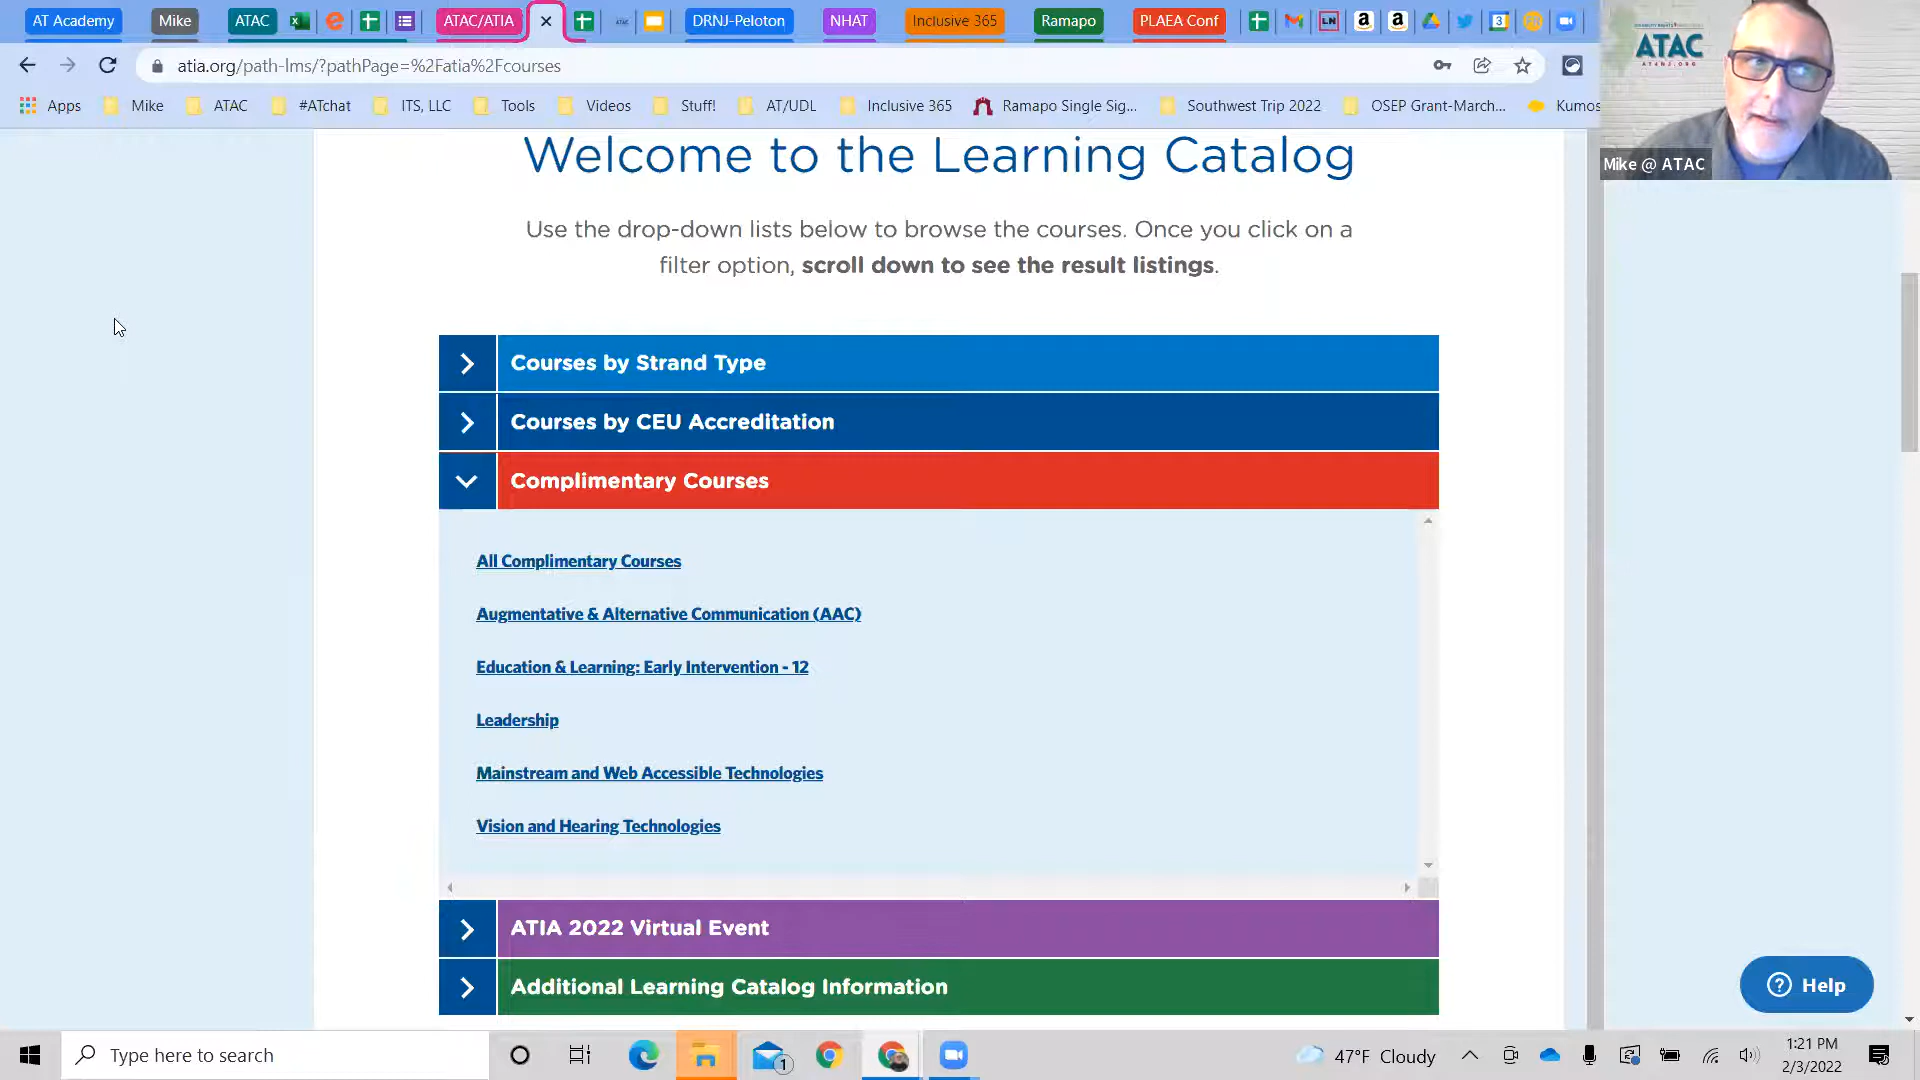 AT Academy Mike ATAC ATAC/ATIA DRNJ-Peloton NHAT Inclusive 365 Ramapo PLAEA Conf
atia.org/path-lms/?pathPage=%2Fatia%2Fcourses
Apps Mike ATAC #ATchat ITS, LLC Tools Videos Stuff! AT/UDL Inclusive 365 Ramapo Single Sig... Southwest Trip 2022 OSEP Grant-March... Kumos
ATAC
AT4NJ.ORG
Mike @ ATAC
Welcome to the Learning Catalog
Use the drop-down lists below to browse the courses. Once you click on a
filter option, scroll down to see the result listings.
Courses by Strand Type
Courses by CEU Accreditation
Complimentary Courses
All Complimentary Courses
Augmentative & Alternative Communication (AAC)
Education & Learning: Early Intervention - 12
Leadership
Mainstream and Web Accessible Technologies
Vision and Hearing Technologies
ATIA 2022 Virtual Event
Additional Learning Catalog Information
Help
Type here to search
1
47°F Cloudy
1:21 PM
2/3/2022